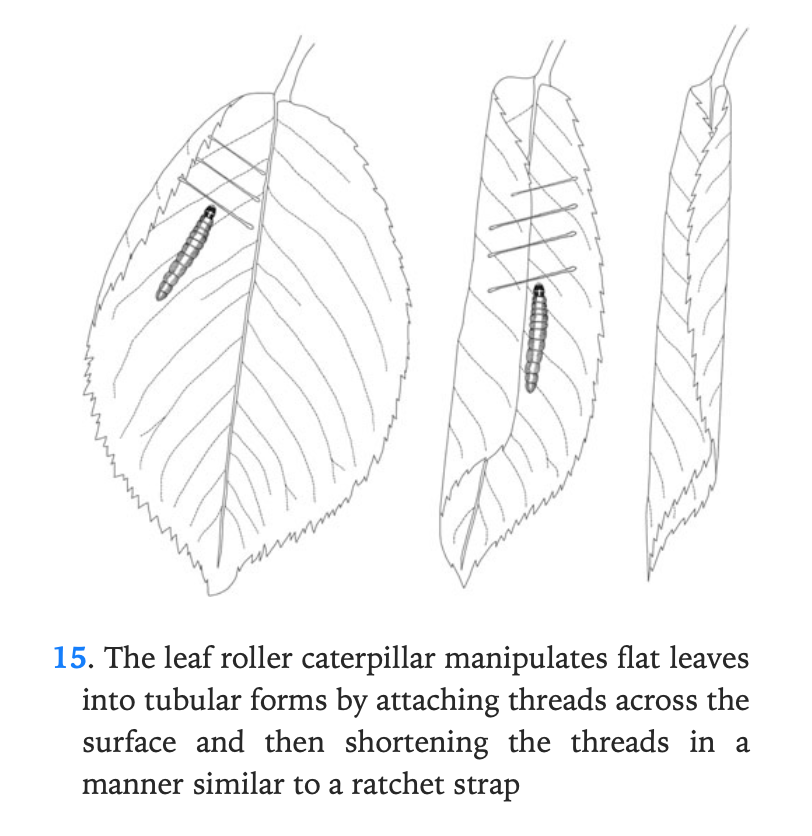 15. The leaf roller caterpillar manipulates flat leaves
into tubular forms by attaching threads across the
surface and then shortening the threads in a
manner similar to a ratchet strap